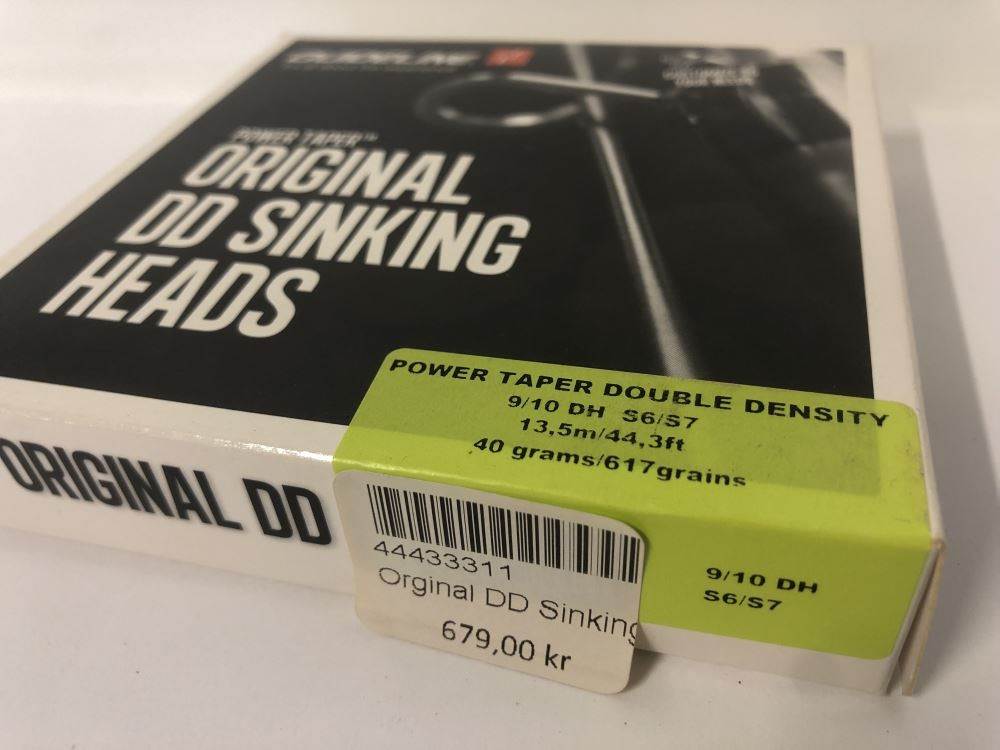 GUIDELINE
POWER TAPER™
ORIGINAL
DD SINKING
HEADS
POWER TAPER DOUBLE DENSITY
9/10 DH S6/S7
13,5m/44,3ft
40 grams/617grains
ORIGINAL DD
44433311
Orginal DD Sinking
679,00 kr
9/10 DH
S6/S7